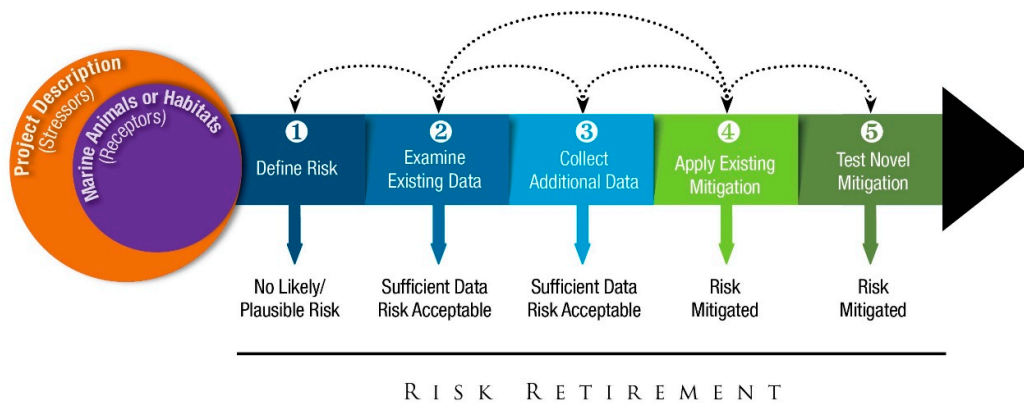 Project Description
(Stressors)
Marine Animals or Habitats
(Receptors)
1
Define Risk
2
Examine
Existing Data
3
Collect
Additional Data
4
Apply Existing
Mitigation
5
Test Novel
Mitigation
No Likely/
Plausible Risk
Sufficient Data
Risk Acceptable
Sufficient Data
Risk Acceptable
Risk
Mitigated
Risk
Mitigated
RISK RETIREMENT